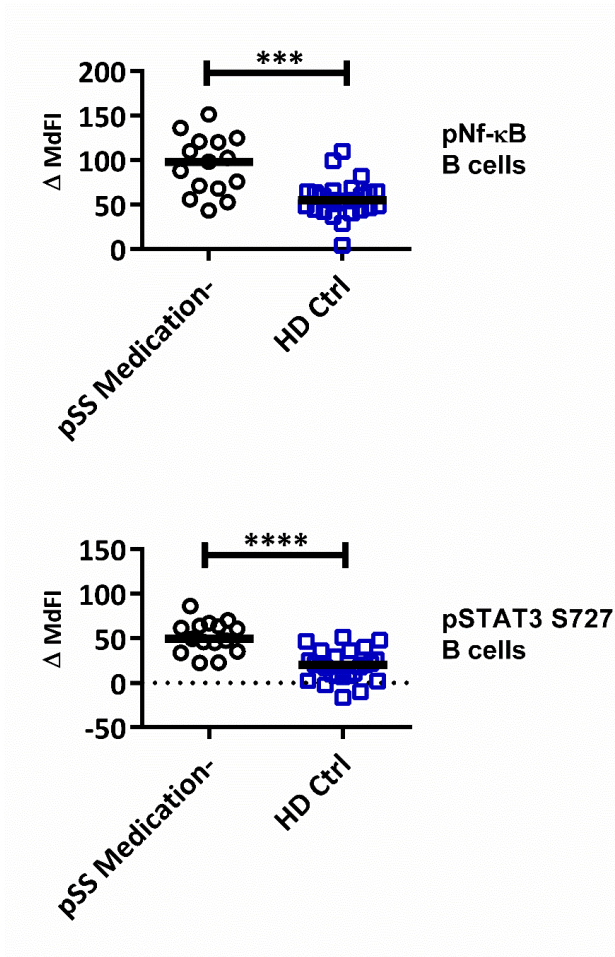 ***
200
150
100
50
0
Δ MdFI
pNf-κB
B cells
pSS Medication-
HD Ctrl
****
150
100
50
0
-50
Δ MdFI
pSTAT3 S727
B cells
pSS Medication-
HD Ctrl